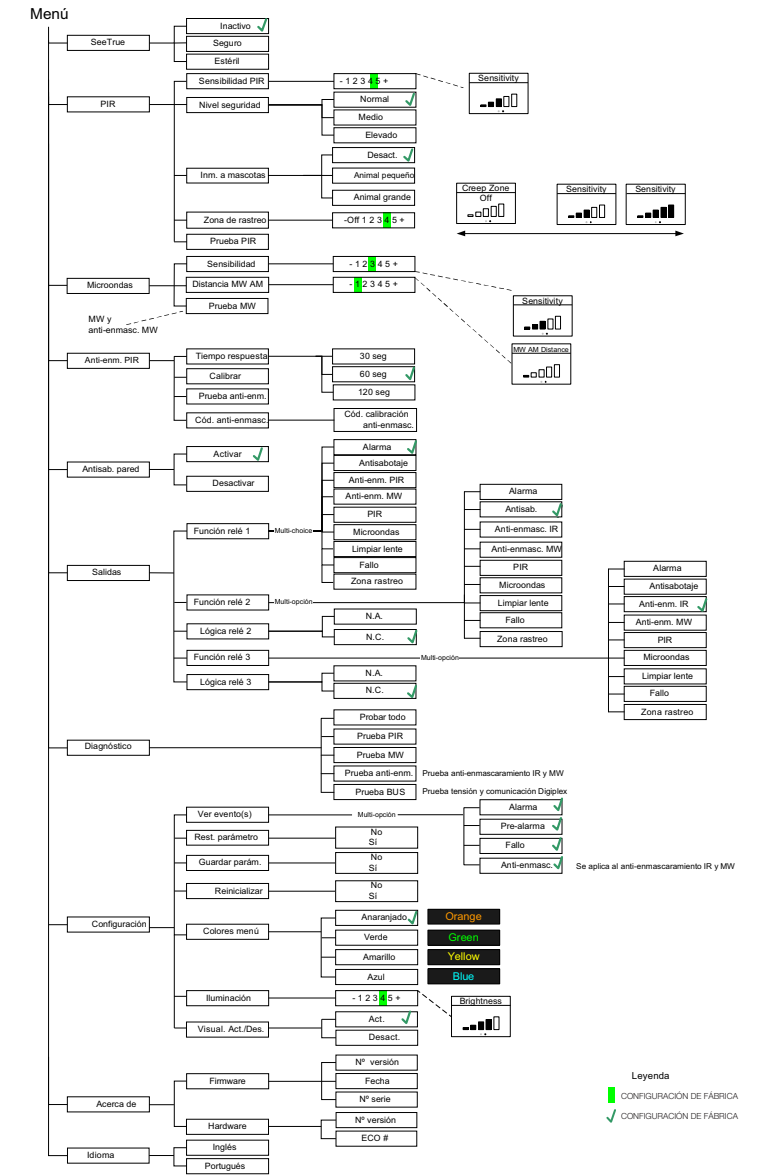 Menú
SeeTrue
Inactivo
Seguro
Estéril
PIR
Sensibilidad PIR
- 1 2 3 4 5 +
Sensitivity
Nivel seguridad
Normal
Medio
Elevado
Inm. a mascotas
Desact.
Animal pequeño
Animal grande
Zona de rastreo
-Off 1 2 3 4 5 +
Creep Zone
Off
Sensitivity
Sensitivity
Prueba PIR
Microondas
Sensibilidad
- 1 2 3 4 5 +
Distancia MW AM
- 1 2 3 4 5 +
Prueba MW
MW y
anti-enmasc. MW
Sensitivity
MW AM Distance
Anti-enm. PIR
Tiempo respuesta
30 seg
60 seg
120 seg
Calibrar
Prueba anti-enm.
Cód. anti-enmasc.
Cód. calibración
anti-enmasc.
Antisab. pared
Activar
Desactivar
Salidas
Función relé 1
Multi-choice
Alarma
Antisabotaje
Anti-enm. PIR
Anti-enm. MW
PIR
Microondas
Limpiar lente
Fallo
Zona rastreo
Función relé 2
Multi-opción
Alarma
Antisab.
Anti-enmasc. IR
Anti-enmasc. MW
PIR
Microondas
Limpiar lente
Fallo
Zona rastreo
Lógica relé 2
N.A.
N.C.
Función relé 3
Multi-opción
Alarma
Antisabotaje
Anti-enm. IR
Anti-enm. MW
PIR
Microondas
Limpiar lente
Fallo
Zona rastreo
Lógica relé 3
N.A.
N.C.
Diagnóstico
Probar todo
Prueba PIR
Prueba MW
Prueba anti-enm.
Prueba anti-enmascaramiento IR y MW
Prueba BUS
Prueba tensión y comunicación Digiplex
Configuración
Ver evento(s)
Multi-opción
Alarma
Pre-alarma
Fallo
Anti-enmasc.
Se aplica al anti-enmascaramiento IR y MW
Rest. parámetro
No
Sí
Guardar parám.
No
Sí
Reinicializar
No
Sí
Colores menú
Anaranjado
Orange
Verde
Green
Amarillo
Yellow
Azul
Blue
Iluminación
- 1 2 3 4 5 +
Brightness
Visual. Act./Des.
Act.
Desact.
Acerca de
Firmware
Nº versión
Fecha
Nº serie
Hardware
Nº versión
ECO #
Idioma
Inglés
Portugués
Leyenda
CONFIGURACIÓN DE FÁBRICA
CONFIGURACIÓN DE FÁBRICA